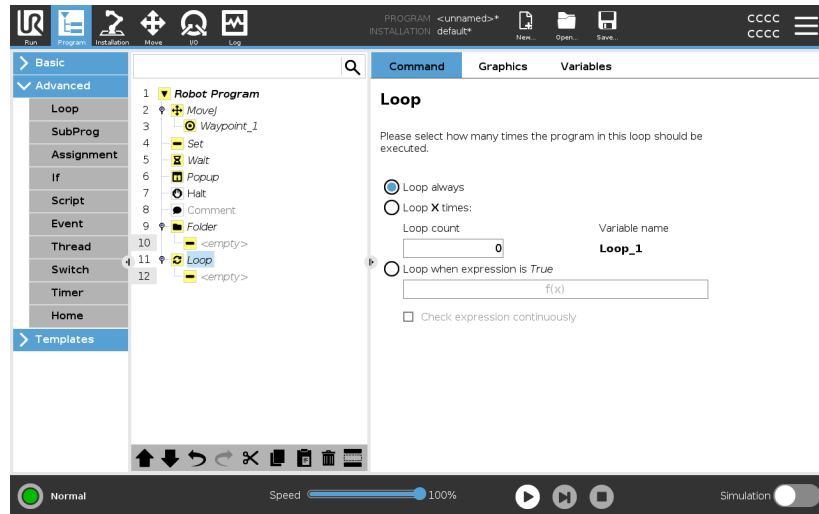 PROGRAM <unnamed>*
INSTALLATION default*
UR
Run
Program
Installation
Move
I/O
Log
New...
Open...
Save...
cccc
cccc
Basic
Advanced
Loop
SubProg
Assignment
If
Script
Event
Thread
Switch
Timer
Home
Templates
1 Robot Program
2 MoveJ
3 Waypoint_1
4 Set
5 Wait
6 Popup
7 Halt
8 Comment
9 Folder
10 <empty>
11 Loop
12 <empty>
Command Graphics Variables
Loop
Please select how many times the program in this loop should be
executed.
Loop always
Loop X times:
Loop count Variable name
0 Loop_1
Loop when expression is True
f(x)
Check expression continuously
Normal
Speed 100%
Simulation